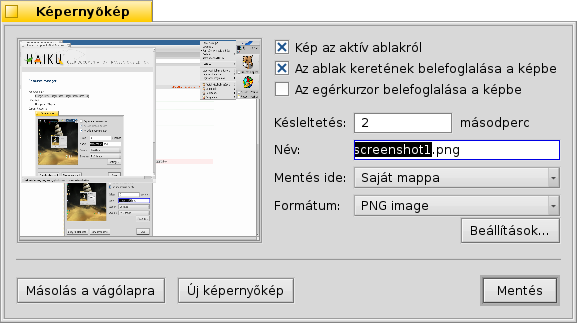 Képernyőkép
HAIKU
Kép az aktív ablakról
Az ablak keretének belefoglalása a képbe
Az egérkurzor belefoglalása a képbe
Késleltetés: 2 másodperc
Név: screenshot1.png
Mentés ide: Saját mappa
Formátum: PNG image
Beállítások...
Másolás a vágólapra Új képernyőkép Mentés